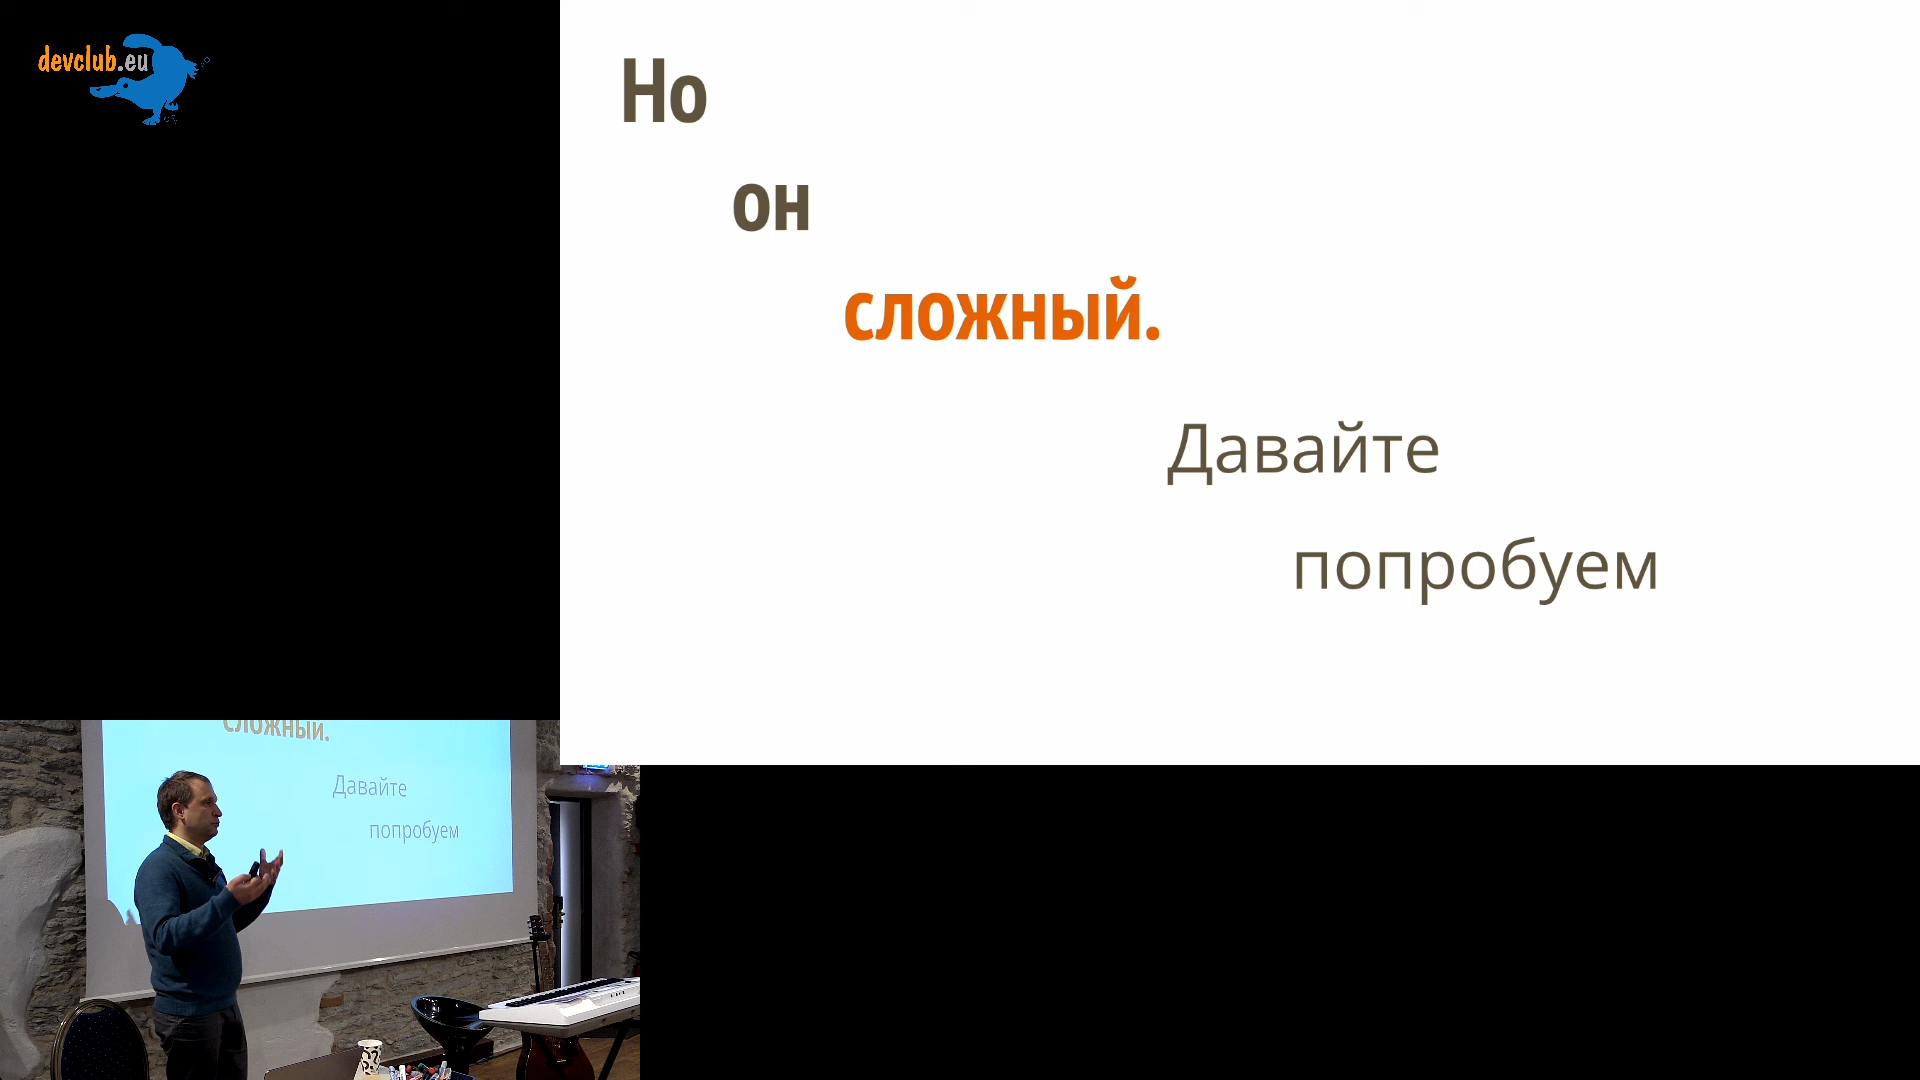 devclub.eu
Но
он
сложный.
Давайте
попробуем
сложный.
Давайте
попробуем